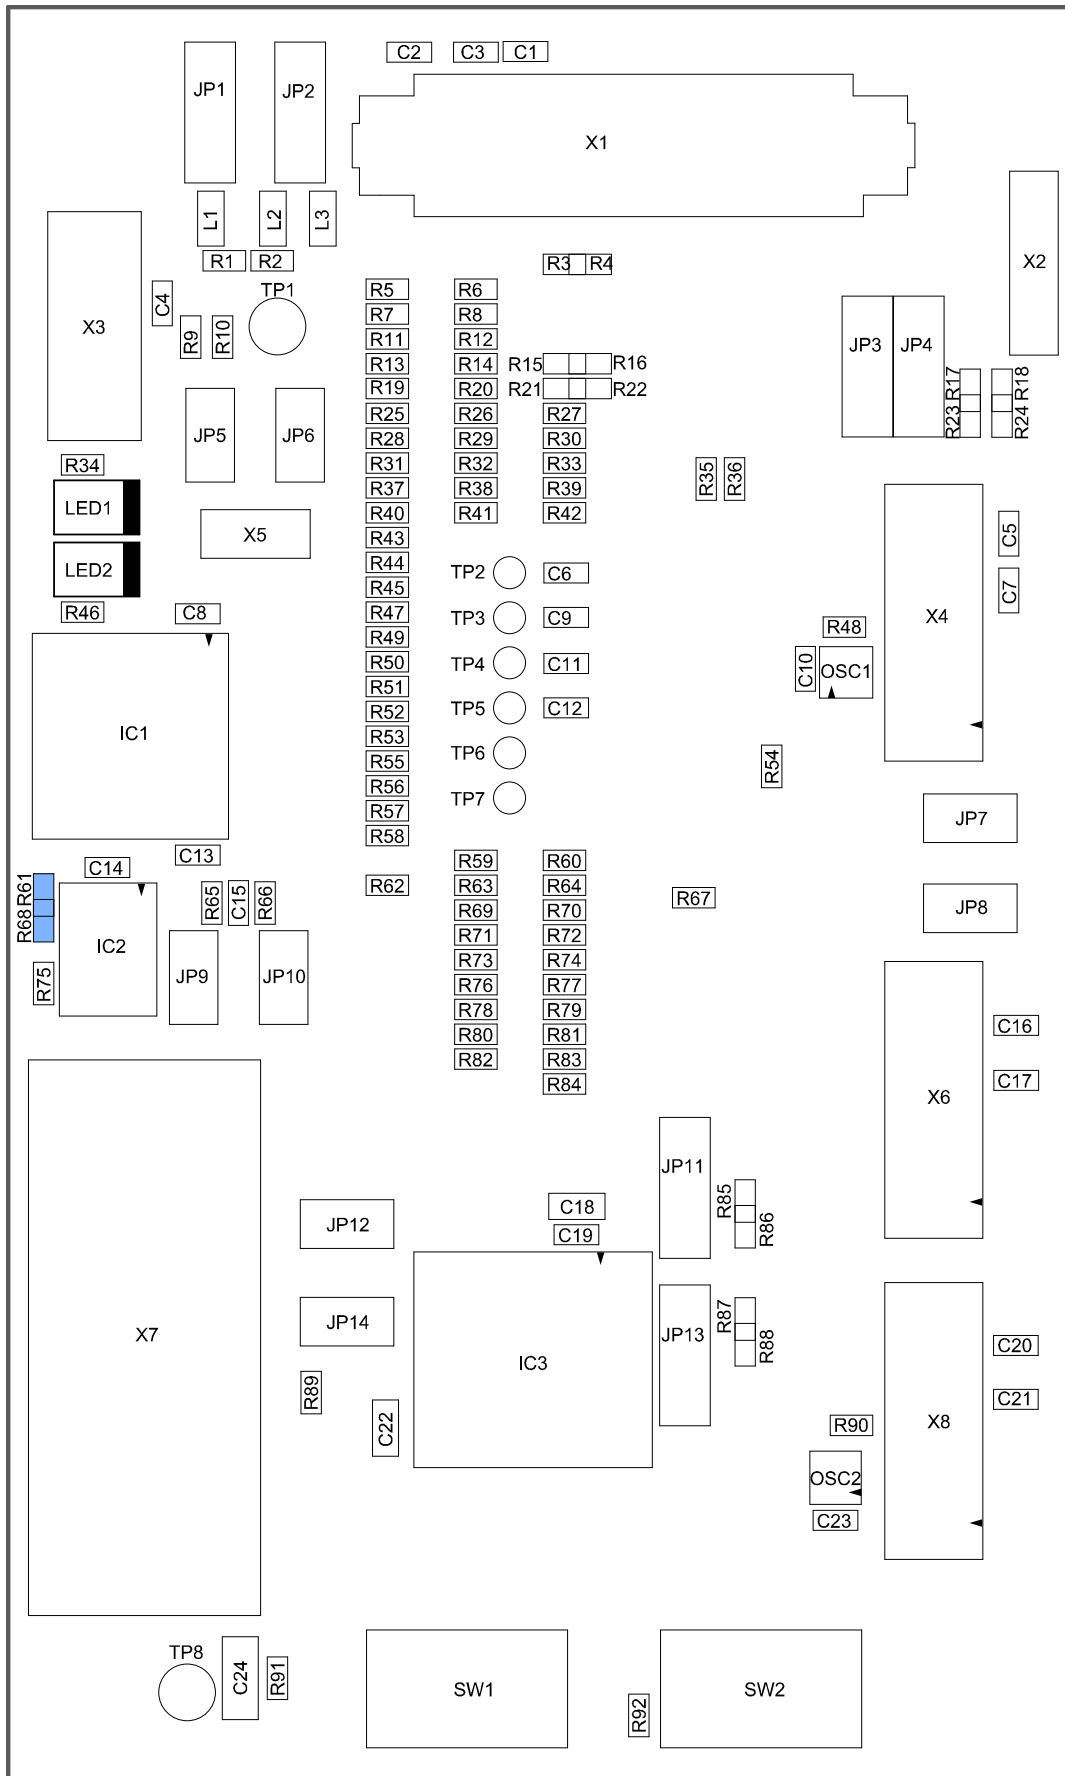 C2 C3 C1
JP1 JP2
X1
L1 L2 L3
R1 R2
R3 R4
X2
TP1
R5 R6
C4
R7 R8
X3
R9 R10
R11 R12
JP3 JP4
R13 R14 R15 R16
R17 R18
R19 R20 R21 R22
R23 R24
R25 R26 R27
JP5 JP6
R28 R29 R30
R34
R31 R32 R33
R35 R36
R37 R38 R39
LED1
R40 R41 R42
X5
R43
C5
LED2
R44
TP2 C6
R45
C7
R46 C8
R47
TP3 C9
X4
R48
R49
R50
TP4 C11
C10 OSC1
R51
R52
TP5 C12
IC1
R53
TP6
R55
R54
R56
TP7
R57
JP7
R58
C13
R59 R60
C14
R61
R62
R63 R64
R67
R65 C15 R66
R68
R69 R70
JP8
R71 R72
IC2
R73 R74
JP9 JP10
R75
R76 R77
R78 R79
C16
R80 R81
R82 R83
C17
R84
X6
JP11
R85
C18
JP12
R86
C19
R87
JP14
JP13
X7
R88
C20
IC3
R89
C21
C22
R90
X8
OSC2
C23
TP8
C24 R91
SW1 SW2
R92